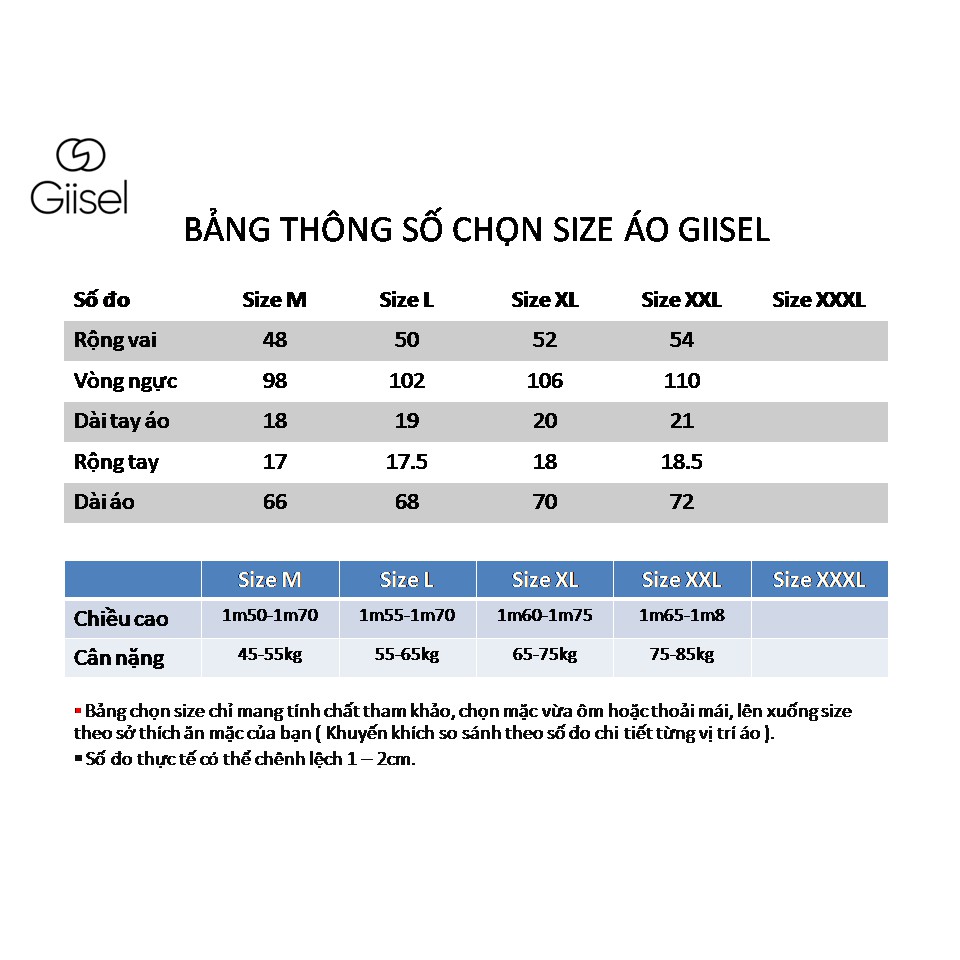 Giisel
BẢNG THÔNG SỐ CHỌN SIZE ÁO GIISEL
Số đo Size M Size L Size XL Size XXL Size XXXL
Rộng vai 48 50 52 54
Vòng ngực 98 102 106 110
Dài tay áo 18 19 20 21
Rộng tay 17 17.5 18 18.5
Dài áo 66 68 70 72
Size M Size L Size XL Size XXL Size XXXL
Chiều cao 1m50-1m70 1m55-1m70 1m60-1m75 1m65-1m8
Cân nặng 45-55kg 55-65kg 65-75kg 75-85kg
▪ Bảng chọn size chỉ mang tính chất tham khảo, chọn mặc vừa ôm hoặc thoải mái, lên xuống size
theo sở thích ăn mặc của bạn ( Khuyến khích so sánh theo số đo chi tiết từng vị trí áo ).
▪ Số đo thực tế có thể chênh lệch 1 – 2cm.